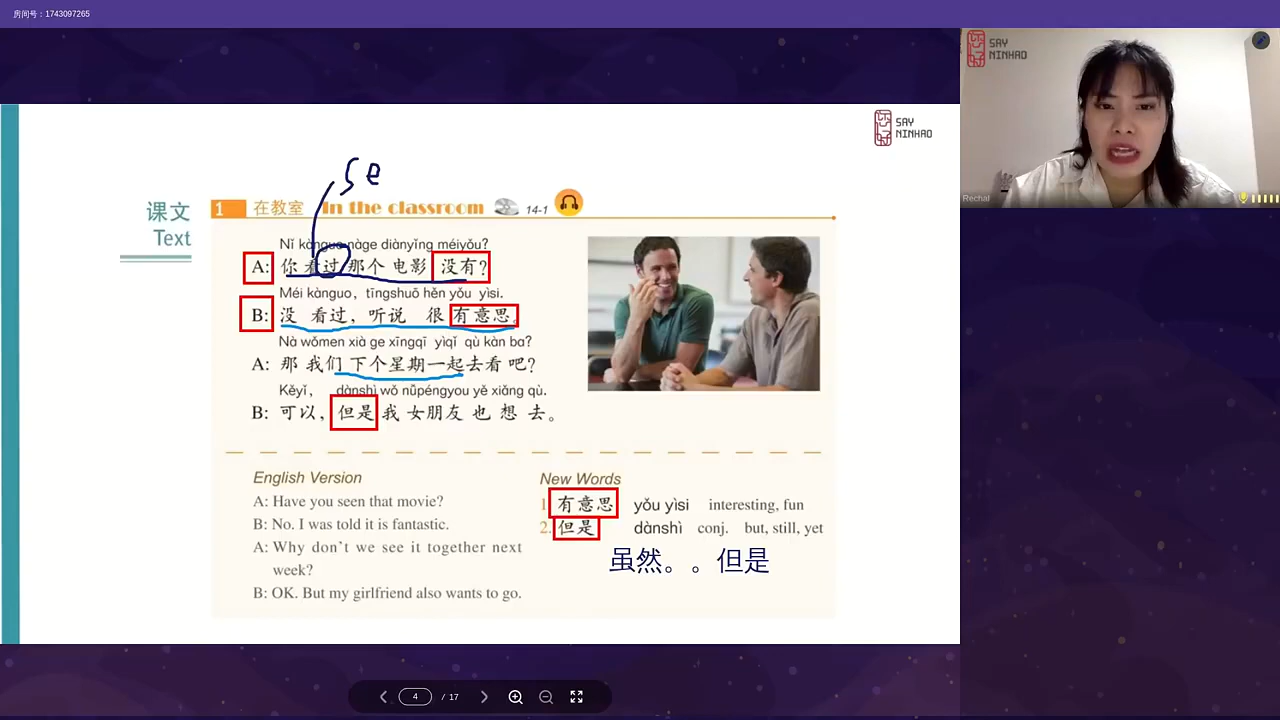 房间号：1743097265
SAY
NINHAO
Rechal
SAY
NINHAO
se
课文
Text
1 在教室 In the classroom 14-1
Nǐ kànguo nàge diànyǐng méiyǒu?
A: 你 看过 那个 电影 没有?
Méi kànguo, tīngshuō hěn yǒu yìsi.
B: 没 看过, 听说 很 有意思。
Nà wǒmen xià ge xīngqī yìqǐ qù kàn ba?
A: 那 我们 下个星期一起去看 吧?
Kěyǐ, dànshì wǒ nǚpéngyou yě xiǎng qù.
B: 可以, 但是 我 女朋友 也 想 去。
English Version
A: Have you seen that movie?
B: No. I was told it is fantastic.
A: Why don't we see it together next
week?
B: OK. But my girlfriend also wants to go.
New Words
1. 有意思 yǒu yìsi interesting, fun
2. 但是 dànshì conj. but, still, yet
虽然。。但是
4 / 17